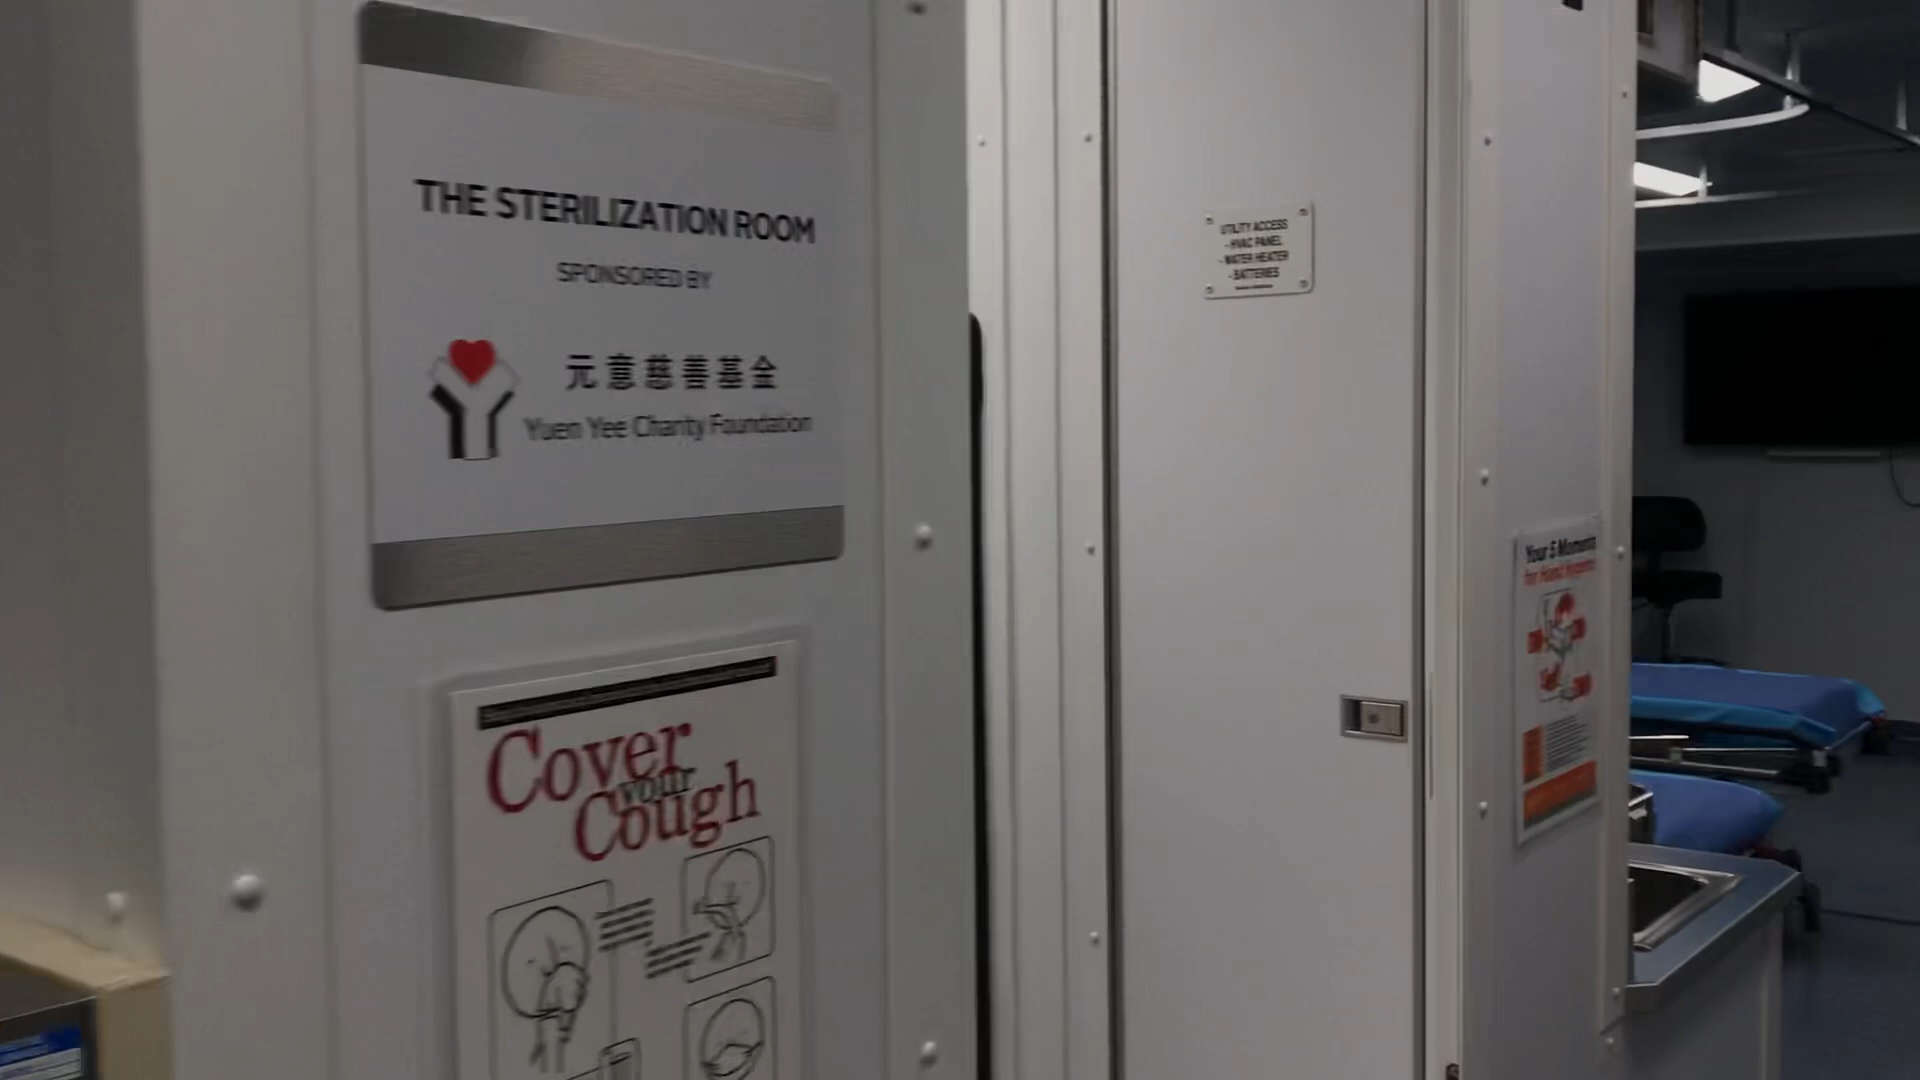 THE STERILIZATION ROOM
SPONSORED BY
元意慈善基金
Yuen Yee Charity Foundation
Cover
your
Cough
UTILITY ACCESS
- HVAC PANEL
- WATER HEATER
- BATTERIES
Your 5 Moments
for Hand Hygiene